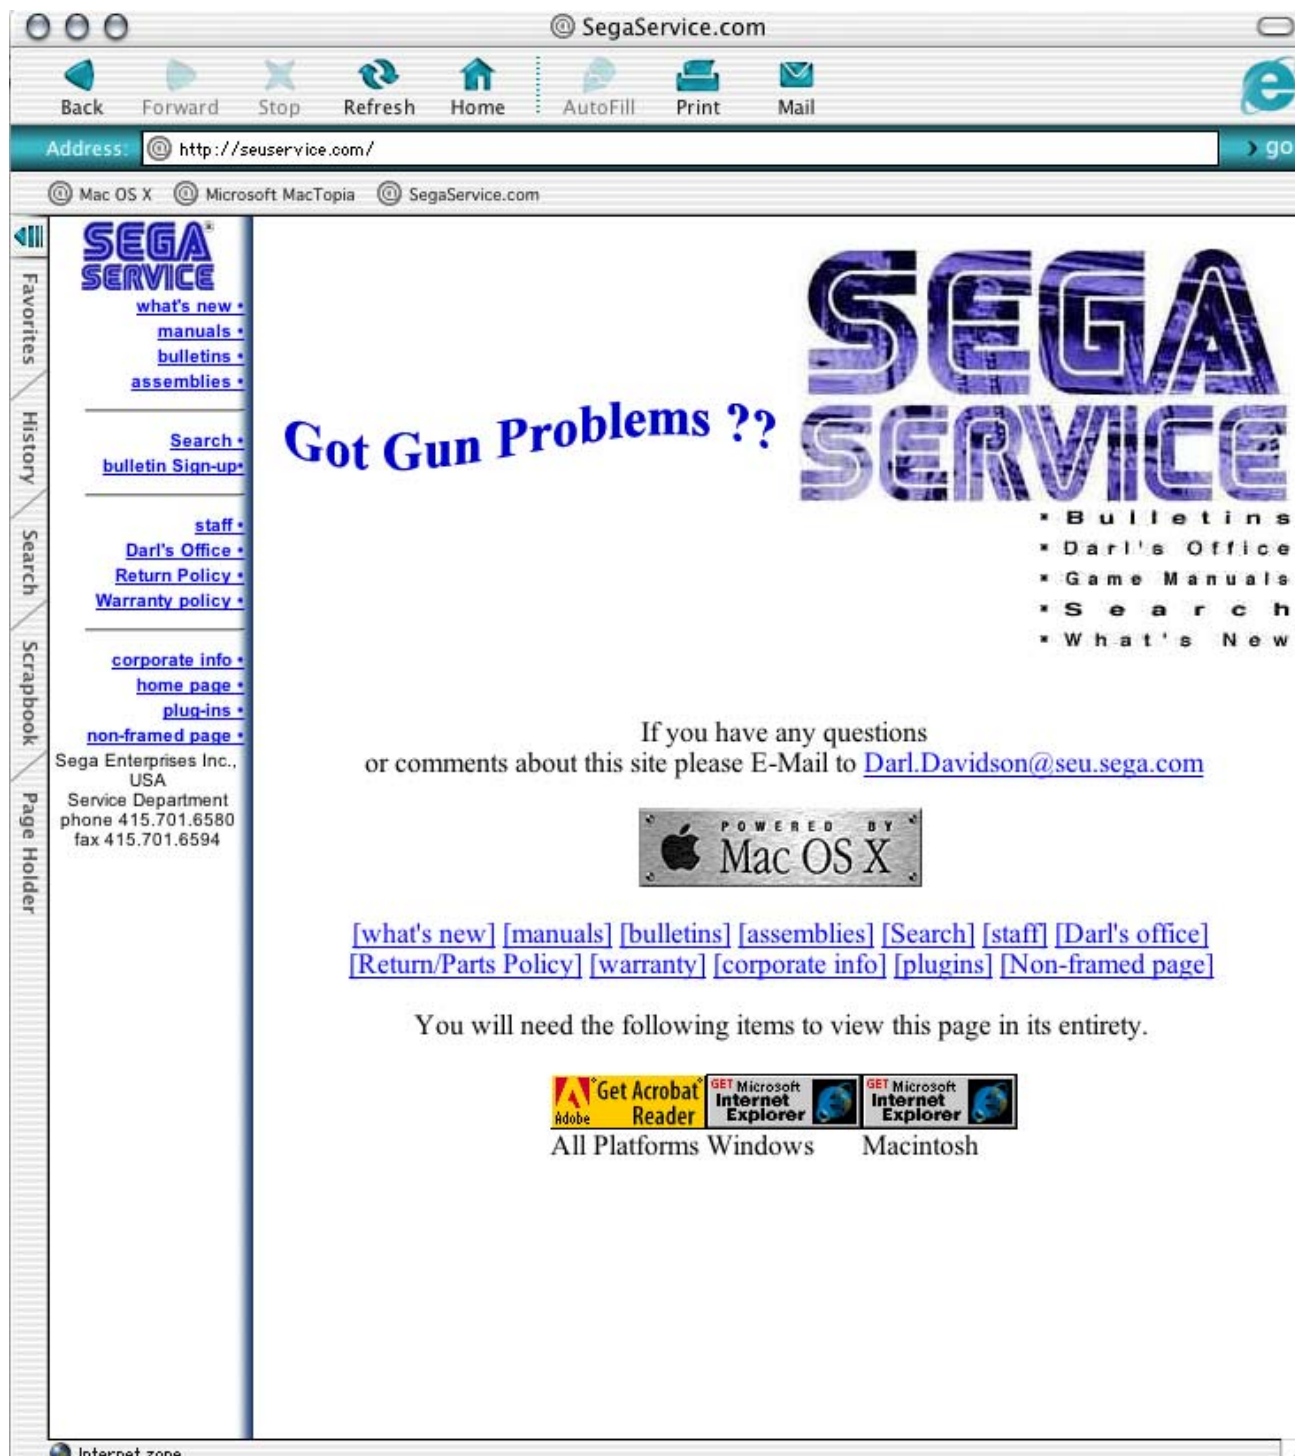 SegaService.com
Back Forward Stop Refresh Home AutoFill Print Mail
Address: http://seuservice.com/ go
Mac OS X Microsoft MacTopia SegaService.com
Favorites
History
Search
Scrapbook
Page Holder
SEGA®
SERVICE
what's new •
manuals •
bulletins •
assemblies •
Search •
bulletin Sign-up•
staff •
Darl's Office •
Return Policy •
Warranty policy •
corporate info •
home page •
plug-ins •
non-framed page •
Sega Enterprises Inc.,
USA
Service Department
phone 415.701.6580
fax 415.701.6594
Got Gun Problems ??
SEGA
SERVICE
Bulletins
Darl's Office
Game Manuals
Search
What's New
If you have any questions
or comments about this site please E-Mail to Darl.Davidson@seu.sega.com
POWERED BY
Mac OS X
[what's new] [manuals] [bulletins] [assemblies] [Search] [staff] [Darl's office]
[Return/Parts Policy] [warranty] [corporate info] [plugins] [Non-framed page]
You will need the following items to view this page in its entirety.
Adobe Get Acrobat Reader
GET Microsoft Internet Explorer
GET Microsoft Internet Explorer
All Platforms Windows Macintosh
Internet zone